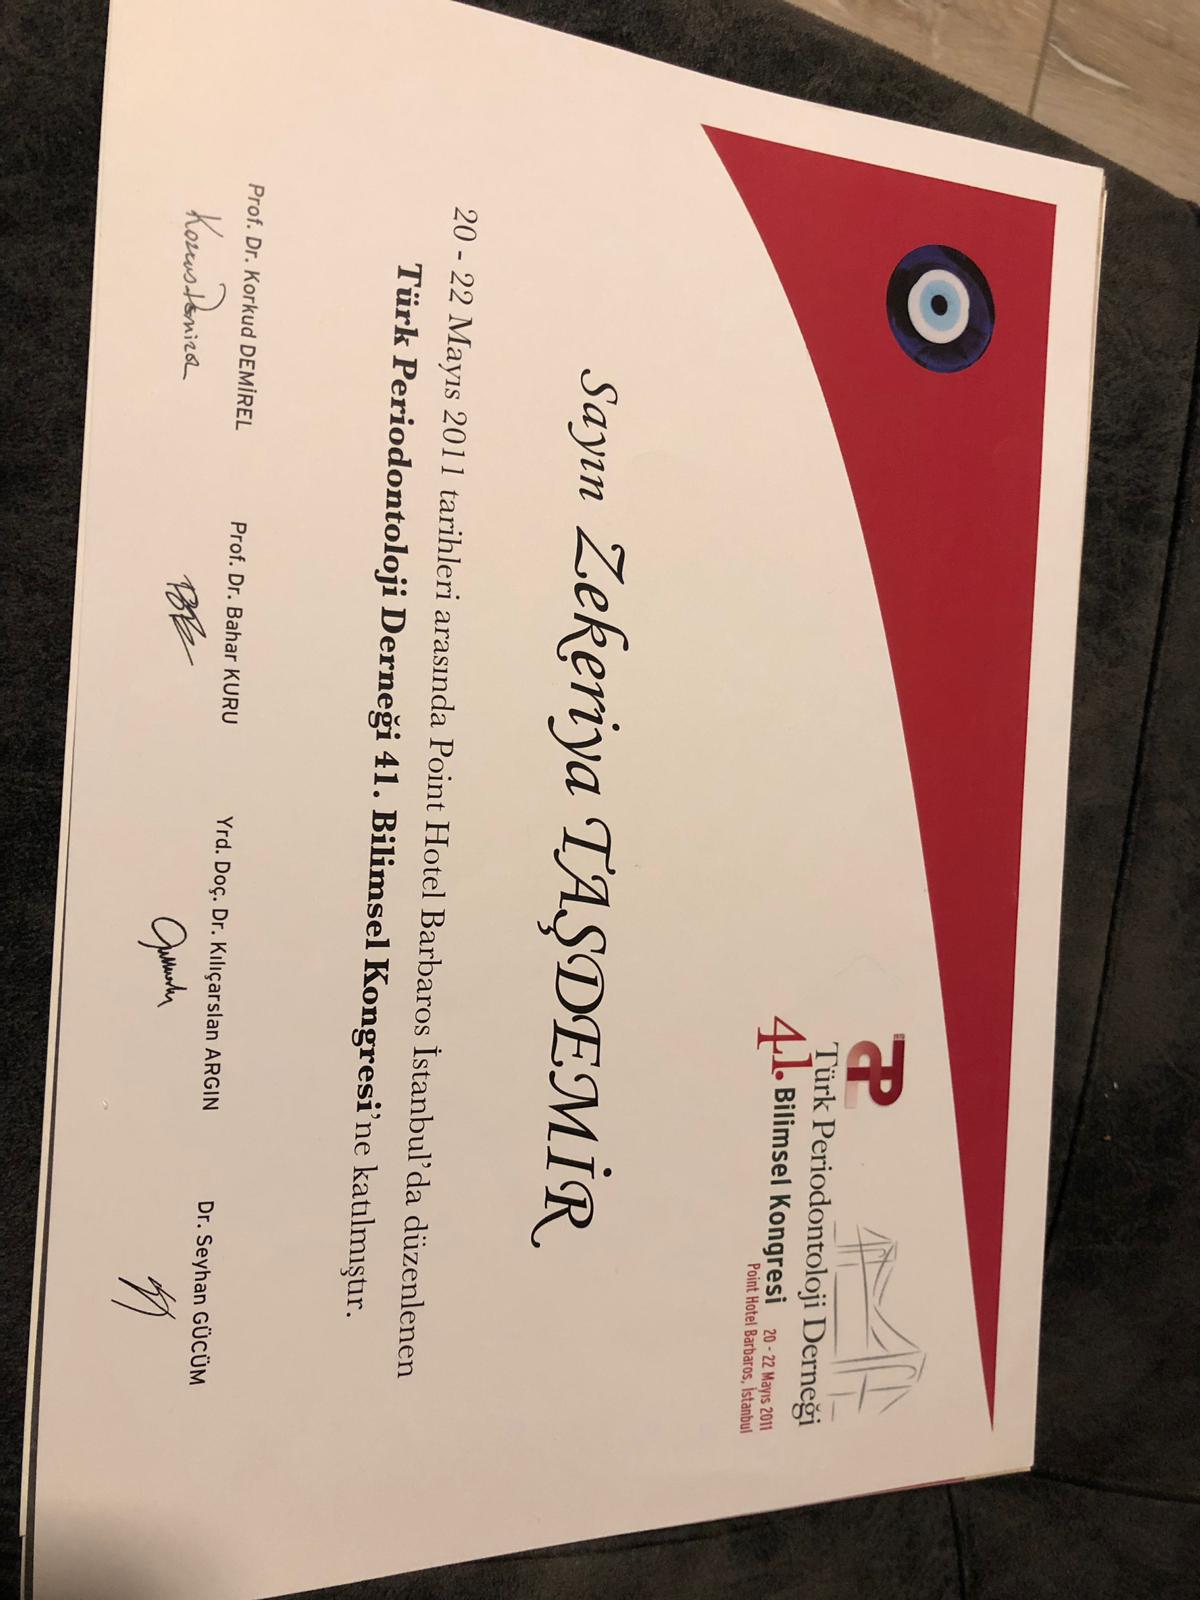 Türk Periodontoloji Derneği
41. Bilimsel Kongresi 20 - 22 Mayıs 2011
Point Hotel Barbaros, İstanbul
Sayın Zekeriya TAŞDEMİR
20 - 22 Mayıs 2011 tarihleri arasında Point Hotel Barbaros İstanbul'da düzenlenen
Türk Periodontoloji Derneği 41. Bilimsel Kongresi'ne katılmıştır.
Prof. Dr. Korkud DEMİREL Prof. Dr. Bahar KURU Yrd. Doç. Dr. Kılıçarslan ARGIN Dr. Seyhan GÜCÜM